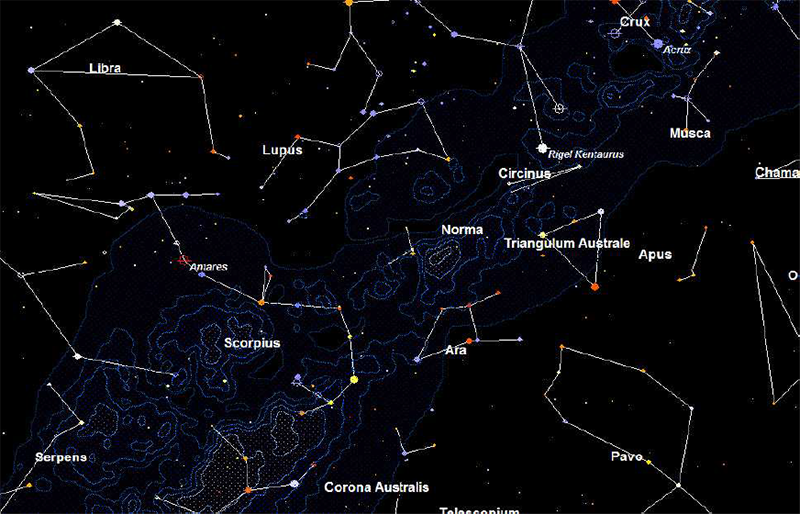 Crux
Acrux
Libra
Musca
Lupus
Rigel Kentaurus
Circinus
Chama
Norma
Triangulum Australe
Apus
Antares
O
Scorpius
Ara
Serpens
Pavo
Corona Australis
Telescopium